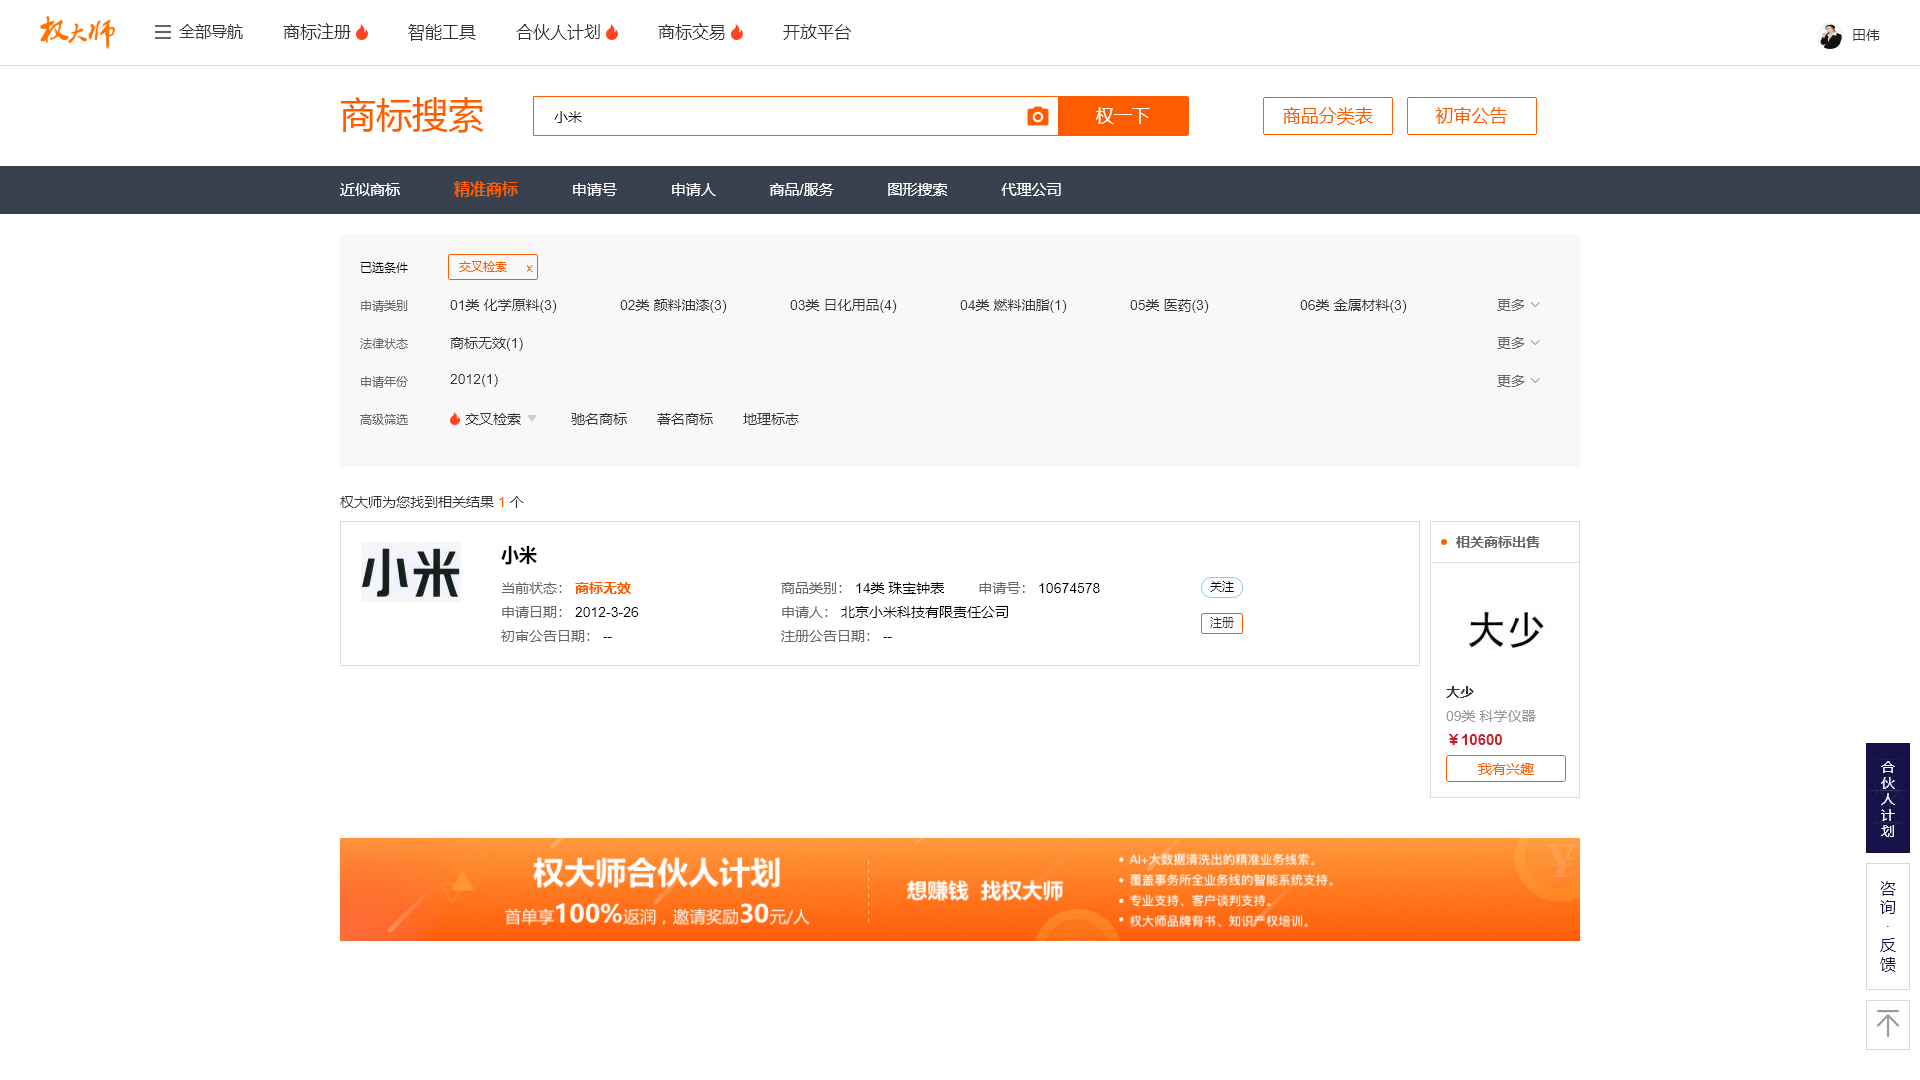 权大师
全部导航 商标注册 智能工具 合伙人计划 商标交易 开放平台 田伟
商标搜索 小米 权一下 商品分类表 初审公告
近似商标 精准商标 申请号 申请人 商品/服务 图形搜索 代理公司
已选条件 交叉检索 x
申请类别 01类 化学原料(3) 02类 颜料油漆(3) 03类 日化用品(4) 04类 燃料油脂(1) 05类 医药(3) 06类 金属材料(3) 更多
法律状态 商标无效(1) 更多
申请年份 2012(1) 更多
高级筛选 交叉检索 驰名商标 著名商标 地理标志
权大师为您找到相关结果 1 个
小米
小米
当前状态： 商标无效 商品类别： 14类 珠宝钟表 申请号： 10674578 关注
申请日期： 2012-3-26 申请人： 北京小米科技有限责任公司 注册
初审公告日期： -- 注册公告日期： --
相关商标出售
大少
大少
09类 科学仪器
￥10600
我有兴趣
权大师合伙人计划
首单享100%返润，邀请奖励30元/人
想赚钱 找权大师
• AI+大数据清洗出的精准业务线索。
• 覆盖事务所全业务线的智能系统支持。
• 专业支持、客户谈判支持。
• 权大师品牌背书、知识产权培训。
¥
合伙人计划
咨询·反馈